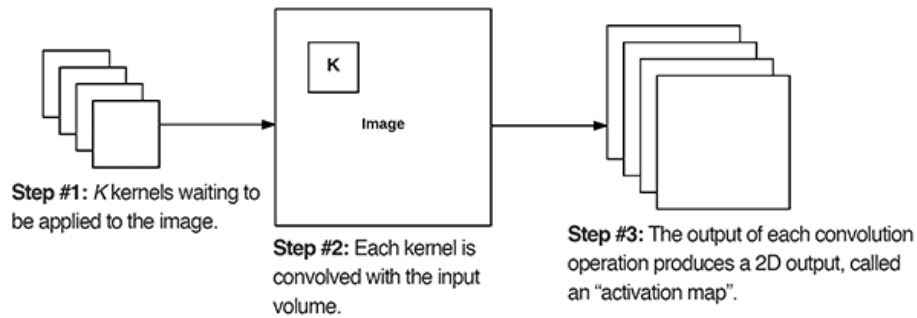 K
Image
Step #1: K kernels waiting to
be applied to the image.
Step #2: Each kernel is
convolved with the input
volume.
Step #3: The output of each convolution
operation produces a 2D output, called
an “activation map”.